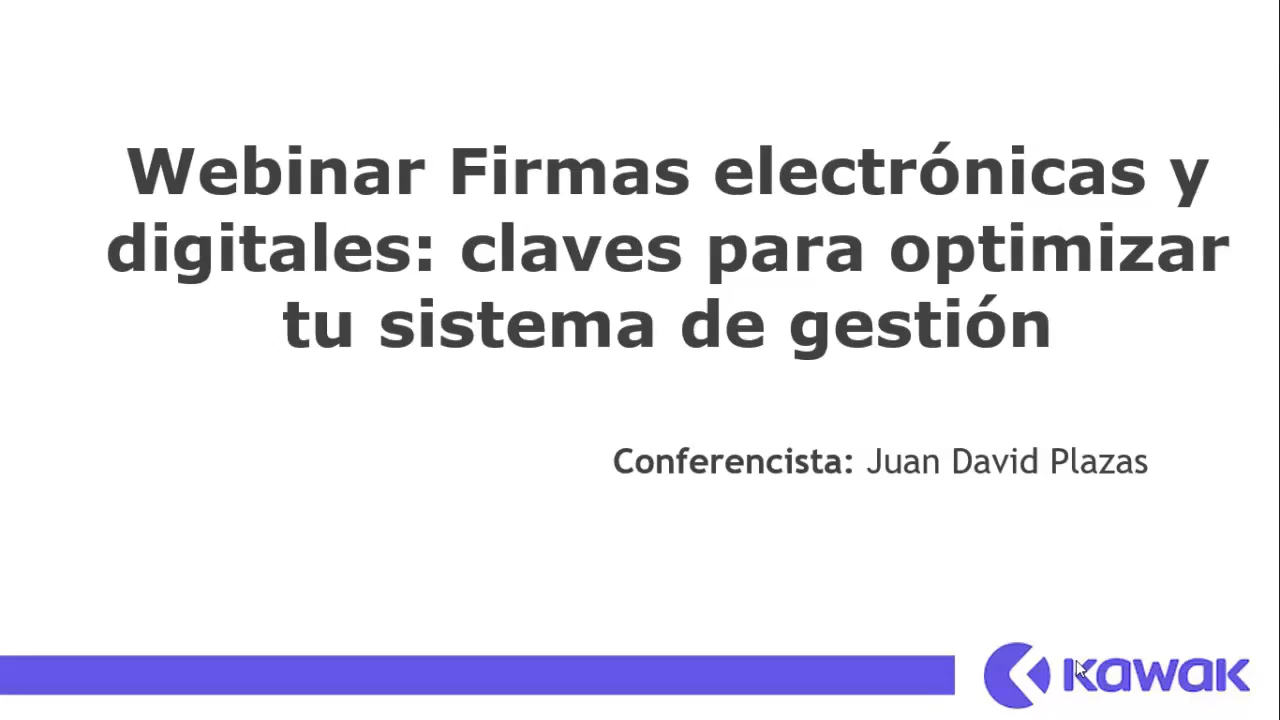 Webinar Firmas electrónicas y
digitales: claves para optimizar
tu sistema de gestión
Conferencista: Juan David Plazas
KAWAK